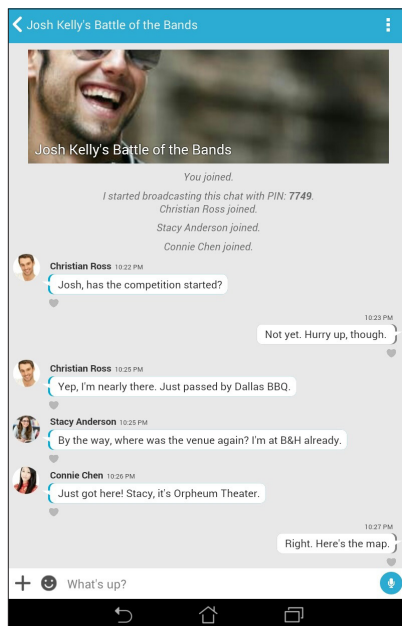 Josh Kelly's Battle of the Bands
Josh Kelly's Battle of the Bands
You joined.
I started broadcasting this chat with PIN: 7749.
Christian Ross joined.
Stacy Anderson joined.
Connie Chen joined.
Christian Ross 10:22 PM
Josh, has the competition started?
10:23 PM
Not yet. Hurry up, though.
Christian Ross 10:25 PM
Yep, I'm nearly there. Just passed by Dallas BBQ.
Stacy Anderson 10:25 PM
By the way, where was the venue again? I'm at B&H already.
Connie Chen 10:26 PM
Just got here! Stacy, it's Orpheum Theater.
10:27 PM
Right. Here's the map.
What's up?